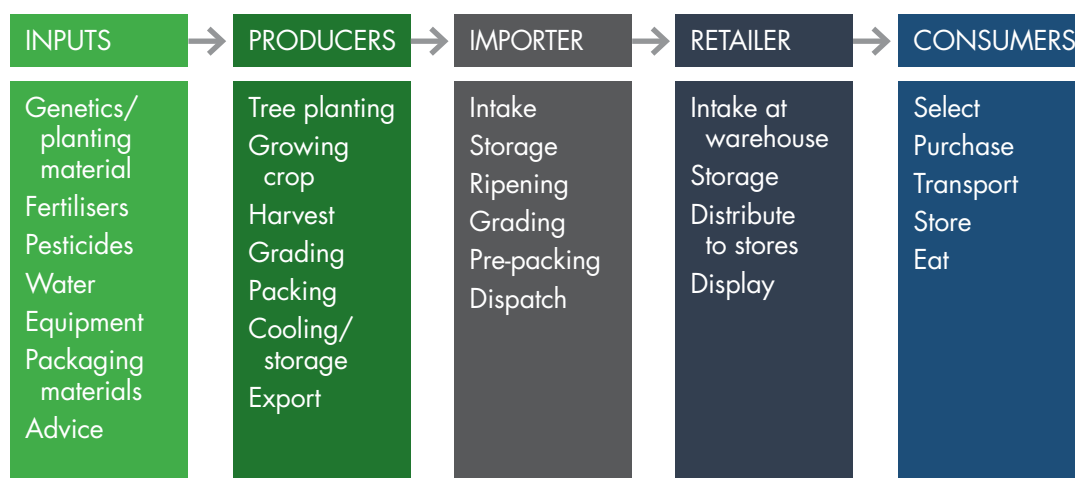 INPUTS
PRODUCERS
IMPORTER
RETAILER
CONSUMERS
Genetics/
planting
material
Fertilisers
Pesticides
Water
Equipment
Packaging
materials
Advice
Tree planting
Growing
crop
Harvest
Grading
Packing
Cooling/
storage
Export
Intake
Storage
Ripening
Grading
Pre-packing
Dispatch
Intake at
warehouse
Storage
Distribute
to stores
Display
Select
Purchase
Transport
Store
Eat